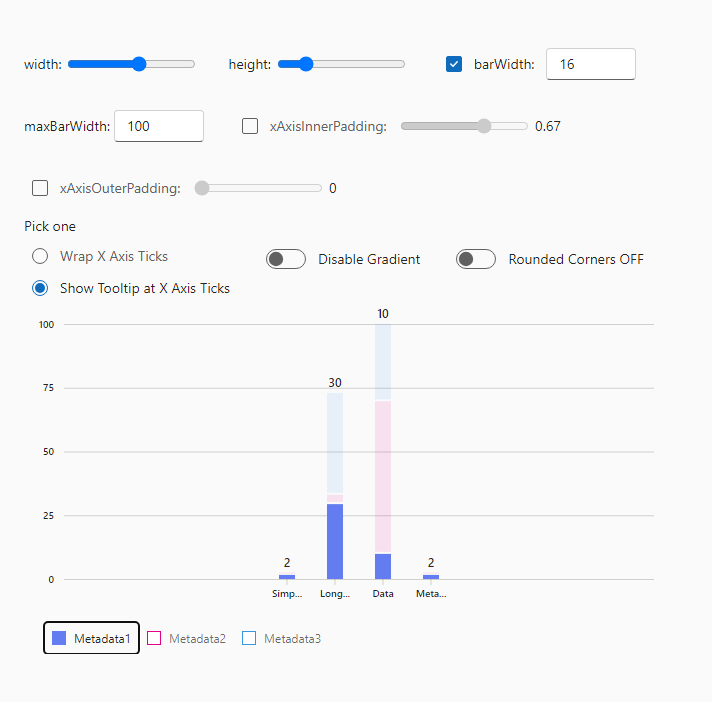 width: height: barWidth: 16
maxBarWidth: 100 xAxisInnerPadding: 0.67
xAxisOuterPadding: 0
Pick one
Wrap X Axis Ticks Disable Gradient Rounded Corners OFF
Show Tooltip at X Axis Ticks
10
100
30
75
50
25
2 2
0
Simp... Long... Data Meta...
Metadata1 Metadata2 Metadata3